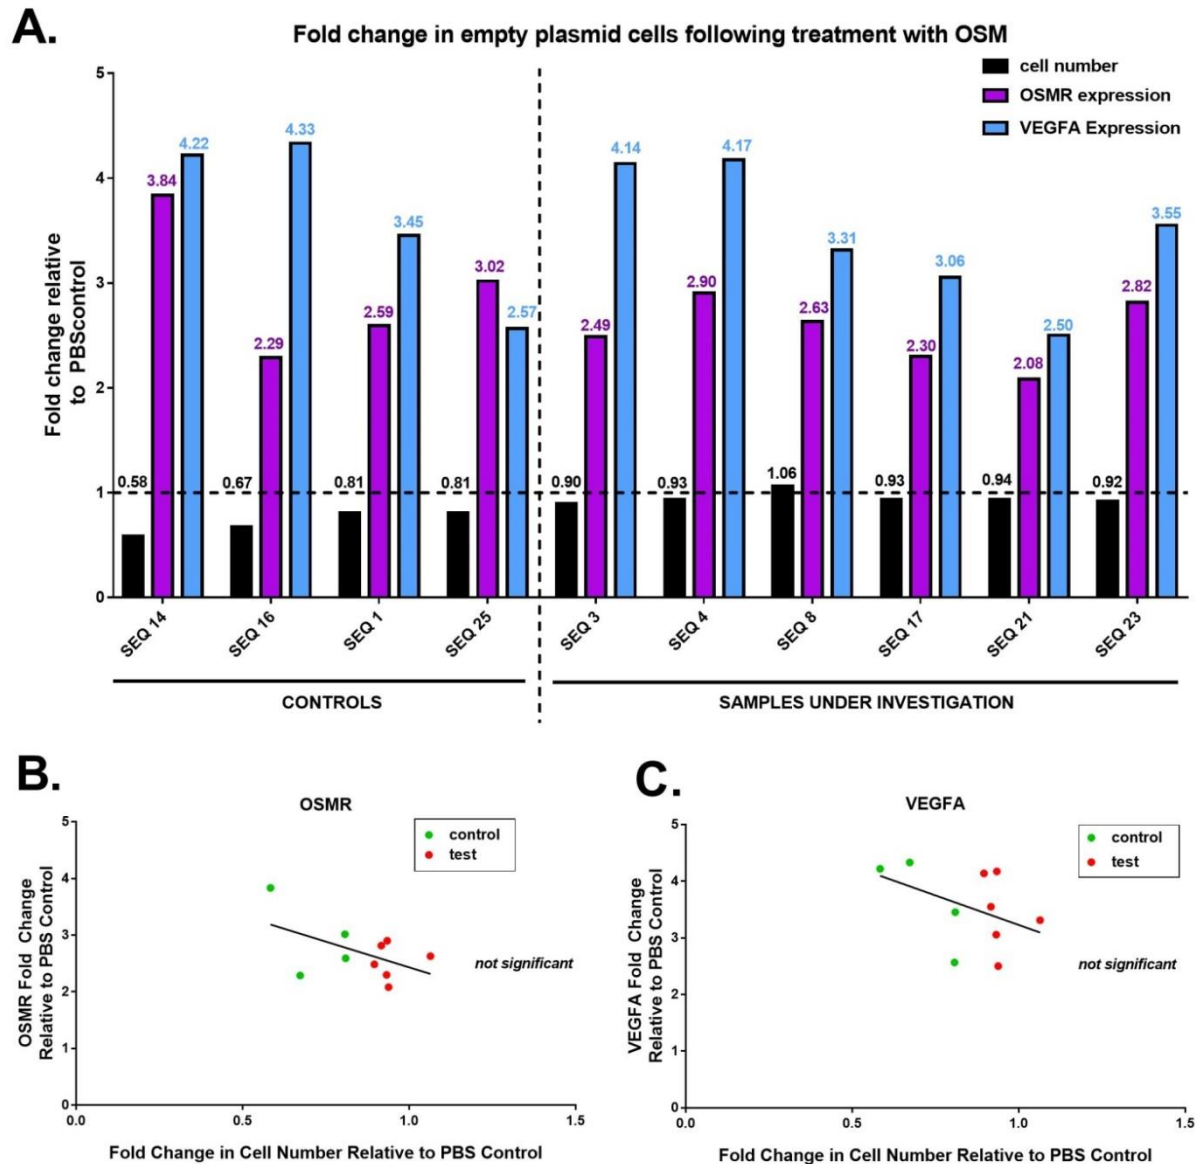 A.
Fold change in empty plasmid cells following treatment with OSM
cell number
OSMR expression
VEGFA Expression
Fold change relative
to PBScontrol
5
4
3
2
1
0
0.58
3.84
4.22
0.67
2.29
4.33
0.81
2.59
3.45
0.81
3.02
2.57
0.90
2.49
4.14
0.93
2.90
4.17
1.06
2.63
3.31
0.93
2.30
3.06
0.94
2.08
2.50
0.92
2.82
3.55
SEQ 14
SEQ 16
SEQ 1
SEQ 25
SEQ 3
SEQ 4
SEQ 8
SEQ 17
SEQ 21
SEQ 23
CONTROLS
SAMPLES UNDER INVESTIGATION
B.
OSMR
control
test
OSMR Fold Change
Relative to PBS Control
5
4
3
2
1
0
not significant
0.0
0.5
1.0
1.5
Fold Change in Cell Number Relative to PBS Control
C.
VEGFA
control
test
VEGFA Fold Change
Relative to PBS Control
5
4
3
2
1
0
not significant
0.0
0.5
1.0
1.5
Fold Change in Cell Number Relative to PBS Control